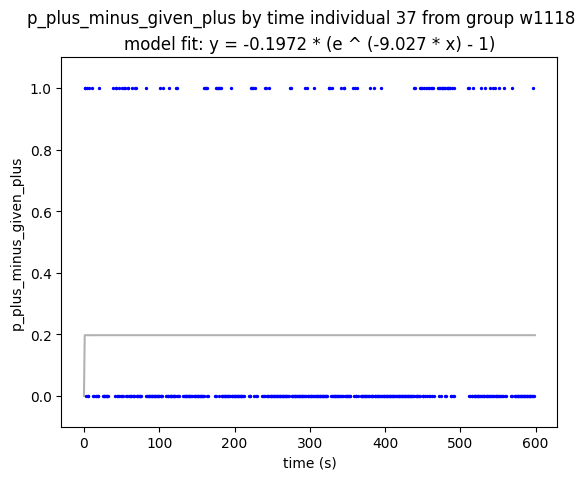 p_plus_minus_given_plus by time individual 37 from group w1118
model fit: y = -0.1972 * (e ^ (-9.027 * x) - 1)
1.0
0.8
0.6
0.4
0.2
0.0
p_plus_minus_given_plus
0 100 200 300 400 500 600
time (s)